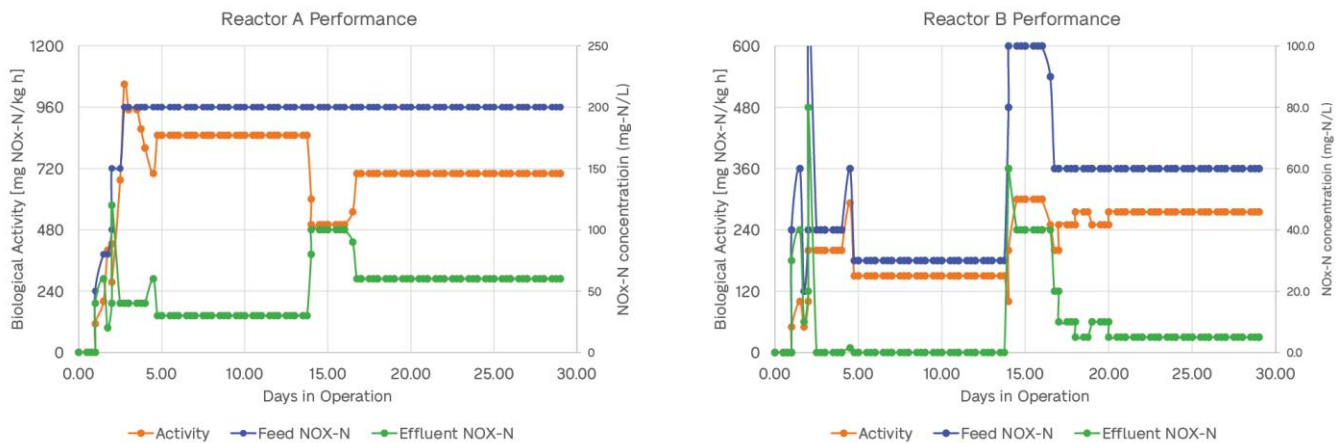 Reactor A Performance
1200
960
720
480
240
0
Biological Activity [mg NOx-N/kg h]
250
200
150
100
50
0
NOx-N concentratioin (mg-N/L)
0.00 5.00 10.00 15.00 20.00 25.00 30.00
Days in Operation
Activity Feed NOX-N Effluent NOX-N
Reactor B Performance
600
480
360
240
120
0
Biological Activity [mg NOx-N/kg h]
100.0
80.0
60.0
40.0
20.0
0.0
NOx-N concentration (mg-N/L)
0.00 5.00 10.00 15.00 20.00 25.00 30.00
Days in Operation
Activity Feed NOX-N Effluent NOX-N